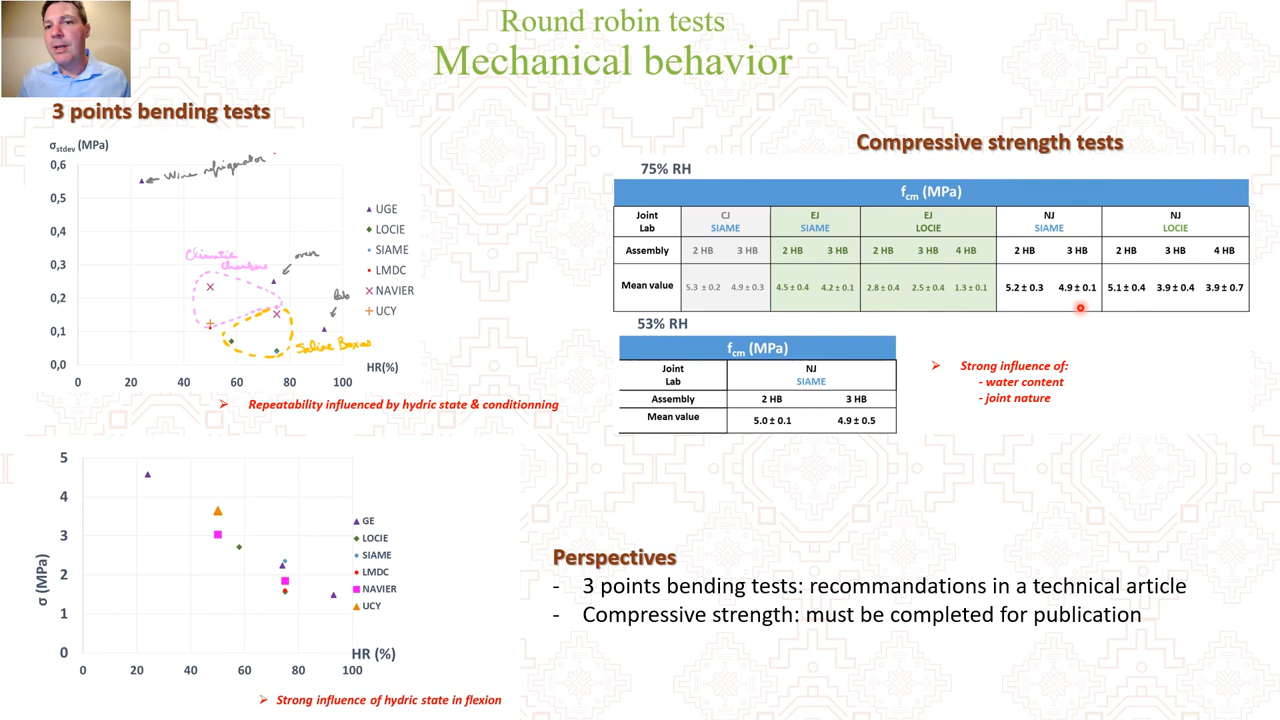 Round robin tests
Mechanical behavior
3 points bending tests
σstdev (MPa)
0,6
0,5
0,4
0,3
0,2
0,1
0,0
0 20 40 60 80 100
HR(%)
Wine refrigerator
Climatic
Chambers
oven
lab
Saline Boxes
UGE
LOCIE
SIAME
LMDC
NAVIER
UCY
Repeatability influenced by hydric state & conditionning
5
4
3
2
1
0
σ (MPa)
0 20 40 60 80 100
HR (%)
GE
LOCIE
SIAME
LMDC
NAVIER
UCY
Strong influence of hydric state in flexion
Compressive strength tests
75% RH
fcm (MPa)
Joint CJ EJ EJ NJ NJ
Lab SIAME SIAME LOCIE SIAME LOCIE
Assembly 2 HB 3 HB 2 HB 3 HB 2 HB 3 HB 4 HB 2 HB 3 HB 2 HB 3 HB 4 HB
Mean value 5.3 ± 0.2 4.9 ± 0.3 4.5 ± 0.4 4.2 ± 0.1 2.8 ± 0.4 2.5 ± 0.4 1.3 ± 0.1 5.2 ± 0.3 4.9 ± 0.1 5.1 ± 0.4 3.9 ± 0.4 3.9 ± 0.7
53% RH
fcm (MPa)
Joint NJ
Lab SIAME
Assembly 2 HB 3 HB
Mean value 5.0 ± 0.1 4.9 ± 0.5
Strong influence of:
- water content
- joint nature
Perspectives
- 3 points bending tests: recommandations in a technical article
- Compressive strength: must be completed for publication